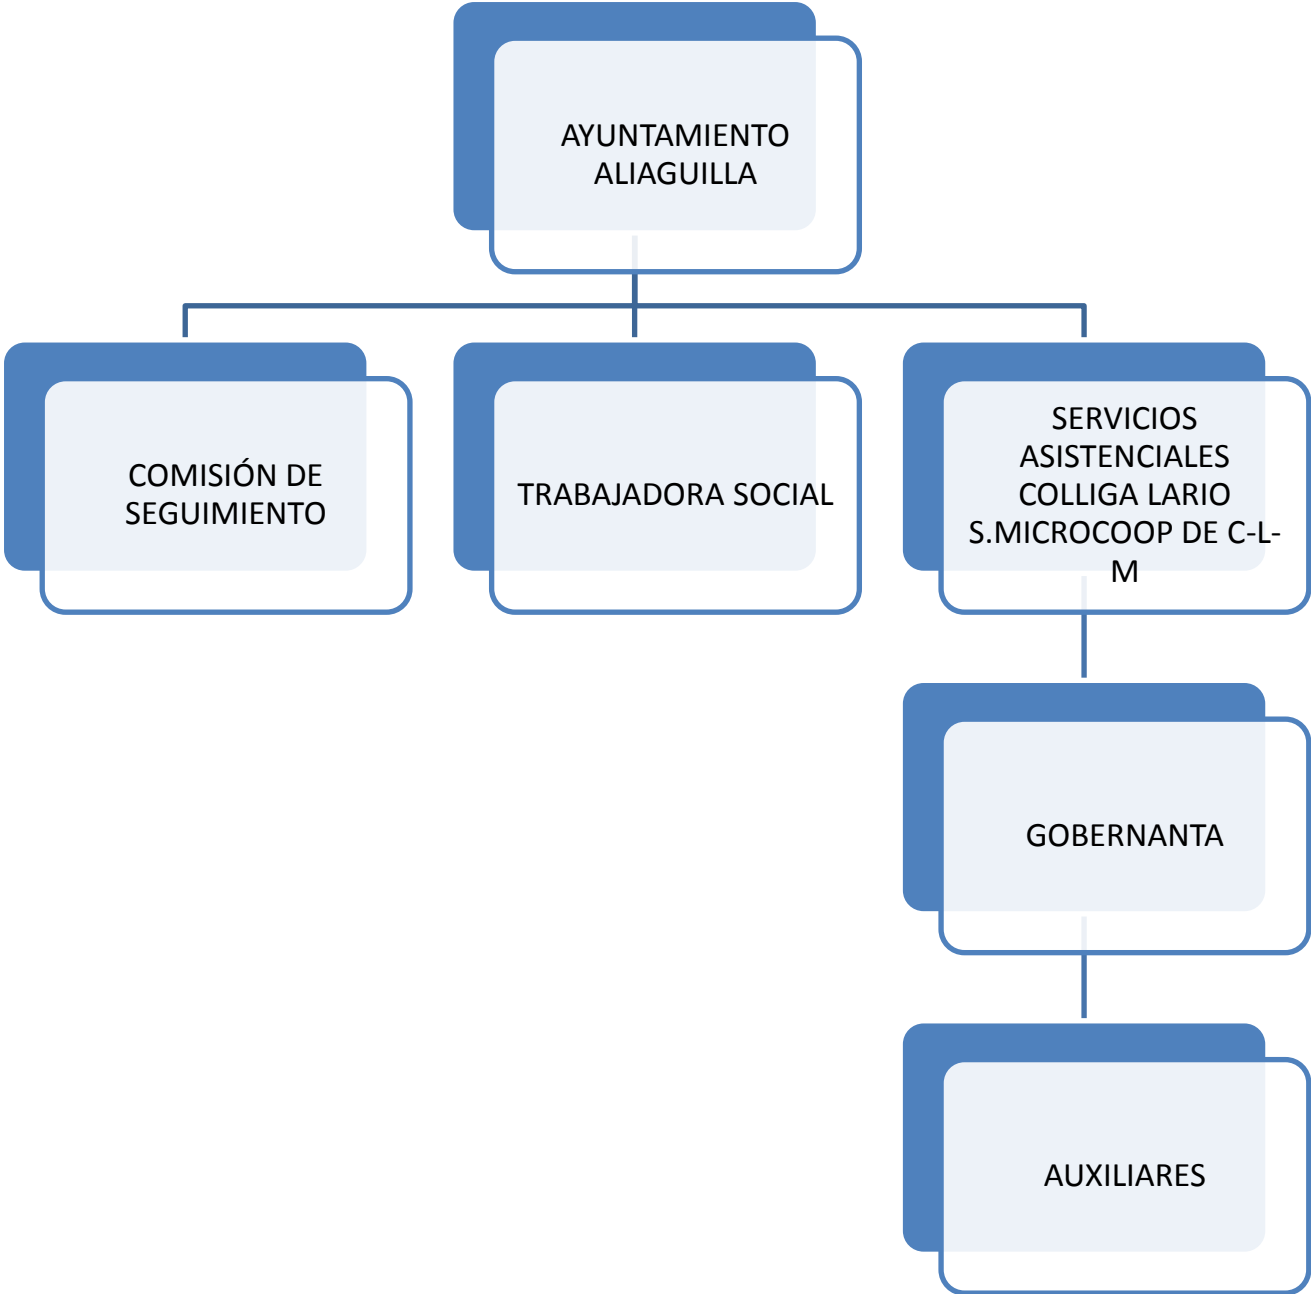 AYUNTAMIENTO
ALIAGUILLA
COMISIÓN DE
SEGUIMIENTO
TRABAJADORA SOCIAL
SERVICIOS
ASISTENCIALES
COLLIGA LARIO
S.MICROCOOP DE C-L-
M
GOBERNANTA
AUXILIARES